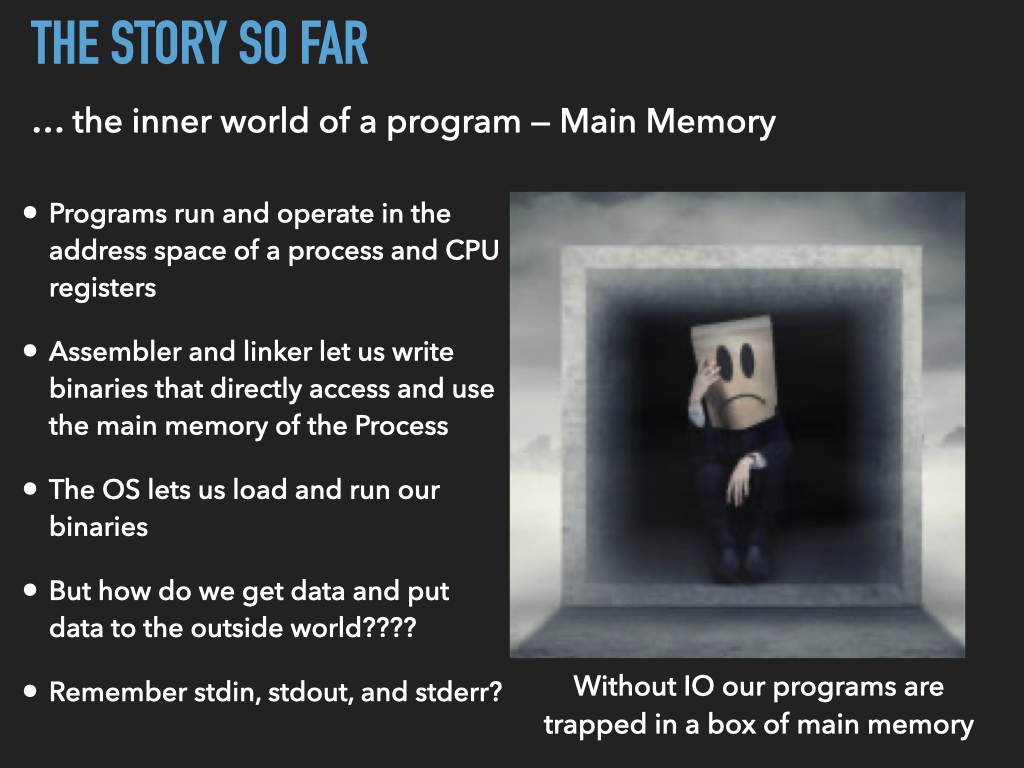 THE STORY SO FAR
… the inner world of a program – Main Memory
• Programs run and operate in the
address space of a process and CPU
registers
• Assembler and linker let us write
binaries that directly access and use
the main memory of the Process
• The OS lets us load and run our
binaries
• But how do we get data and put
data to the outside world????
• Remember stdin, stdout, and stderr?
Without IO our programs are
trapped in a box of main memory